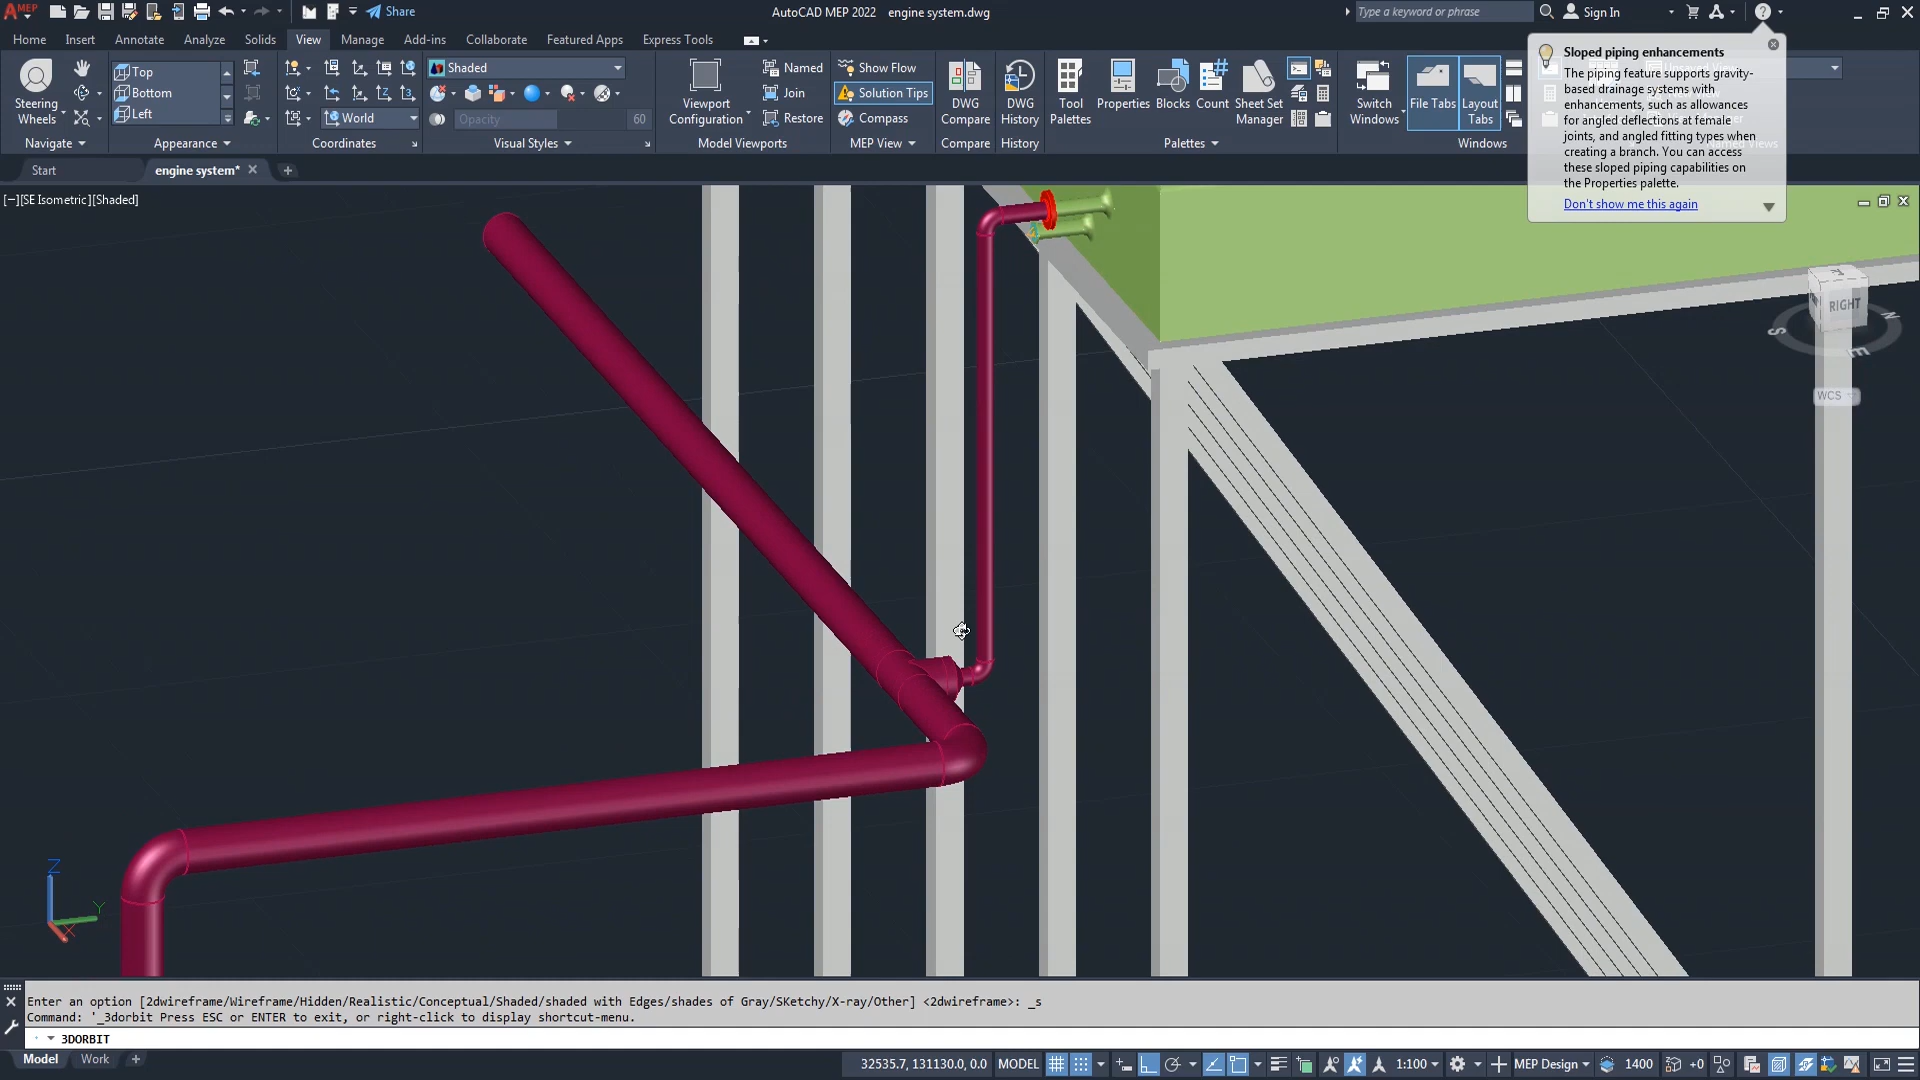 MEP
Share
AutoCAD MEP 2022 engine system.dwg
Type a keyword or phrase
Sign In
Home Insert Annotate Analyze Solids View Manage Add-ins Collaborate Featured Apps Express Tools
Steering Wheels
Navigate
Top
Bottom
Left
Appearance
World
Coordinates
Shaded
Opacity 60
Visual Styles
Viewport Configuration
Named
Join
Restore
Model Viewports
Show Flow
Solution Tips
Compass
MEP View
DWG Compare
Compare
DWG History
History
Tool Palettes
Properties
Blocks
Count
Sheet Set Manager
Palettes
Switch Windows
File Tabs
Layout Tabs
Windows
Sloped piping enhancements
The piping feature supports gravity-
based drainage systems with
enhancements, such as allowances
for angled deflections at female
joints, and angled fitting types when
creating a branch. You can access
these sloped piping capabilities on
the Properties palette.
Don't show me this again
Start engine system*
[−][SE Isometric][Shaded]
RIGHT
S
N
WCS
Z
Y
X
Enter an option [2dwireframe/Wireframe/Hidden/Realistic/Conceptual/Shaded/shaded with Edges/shades of Gray/SKetchy/X-ray/Other] <2dwireframe>: _s
Command: '_3dorbit Press ESC or ENTER to exit, or right-click to display shortcut-menu.
3DORBIT
Model Work
32535.7, 131130.0, 0.0 MODEL 1:100 MEP Design 1400 +0